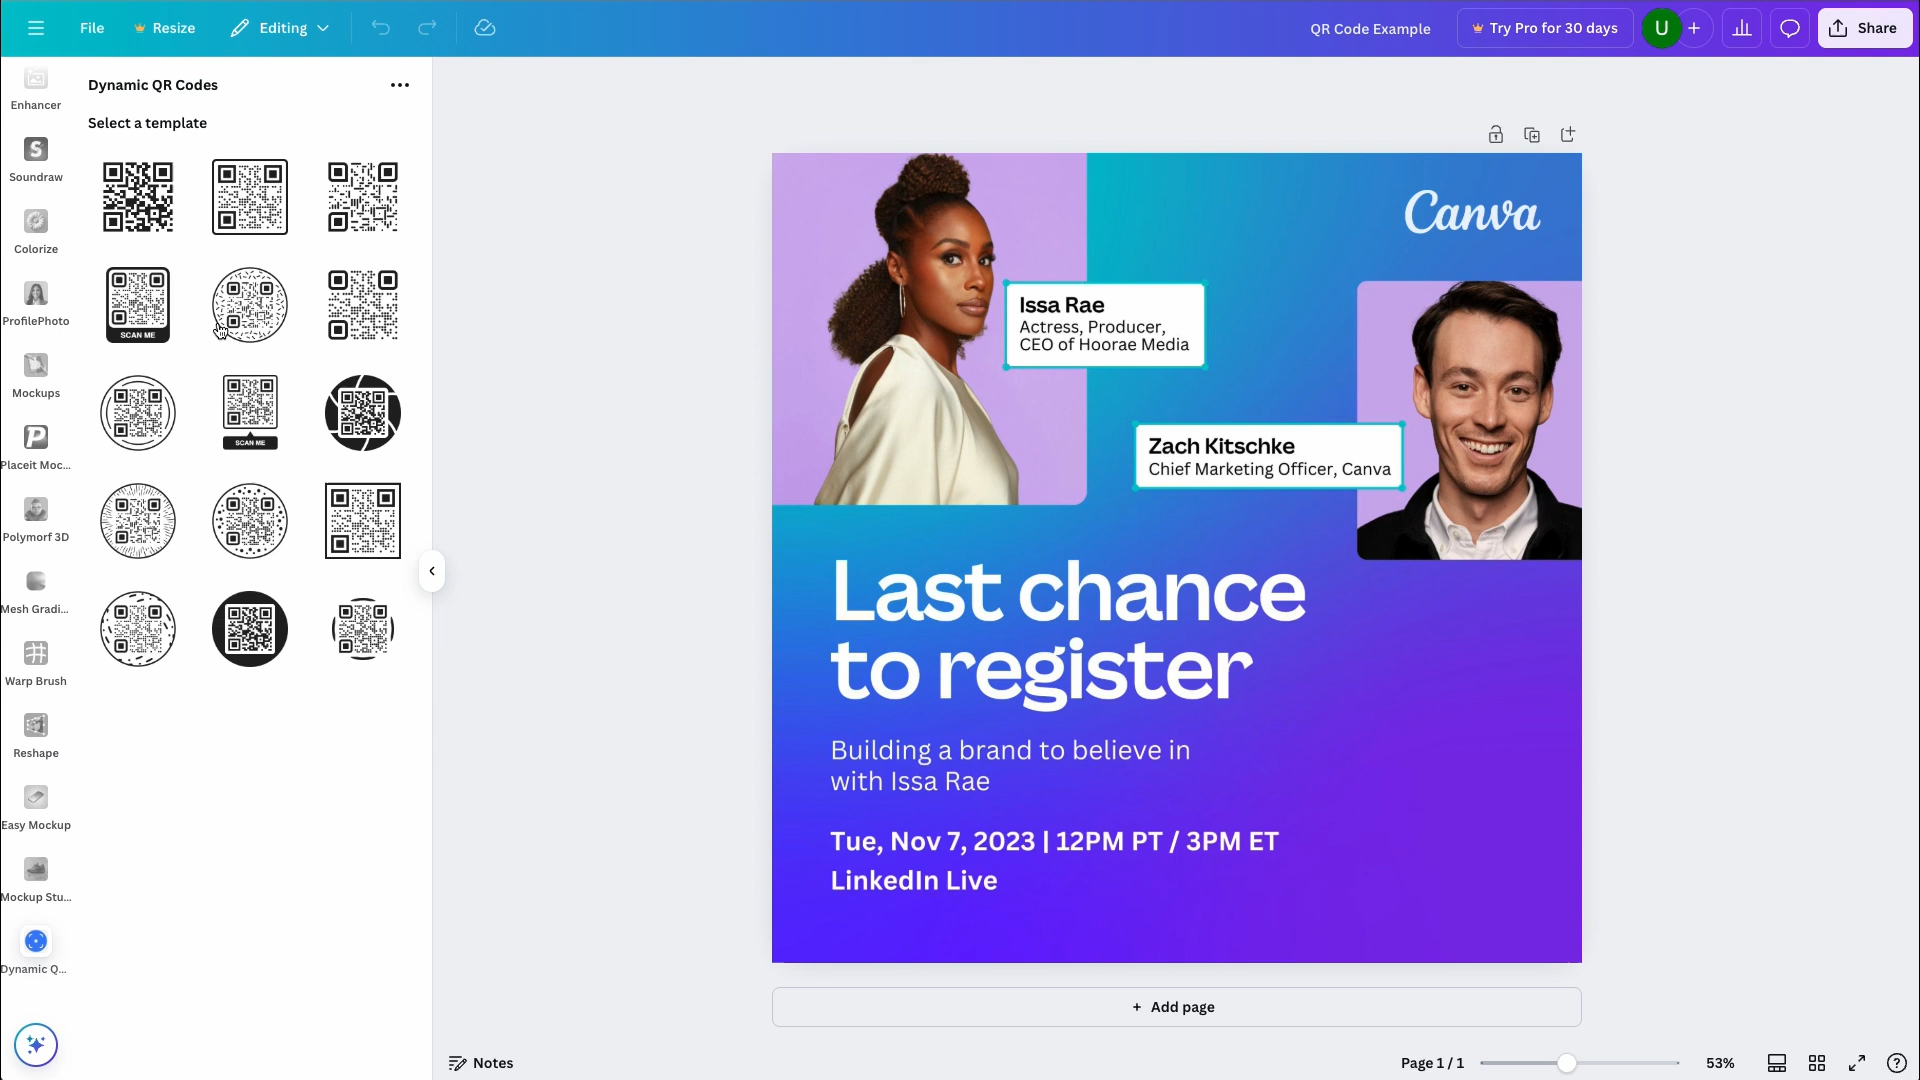 File
Resize
Editing
QR Code Example
Try Pro for 30 days
U
Share
Enhancer
Soundraw
Colorize
ProfilePhoto
Mockups
Placeit Moc...
Polymorf 3D
Mesh Gradi...
Warp Brush
Reshape
Easy Mockup
Mockup Stu...
Dynamic Q...
Dynamic QR Codes
Select a template
SCAN ME
SCAN ME
Canva
Issa Rae
Actress, Producer,
CEO of Hoorae Media
Zach Kitschke
Chief Marketing Officer, Canva
Last chance
to register
Building a brand to believe in
with Issa Rae
Tue, Nov 7, 2023 | 12PM PT / 3PM ET
LinkedIn Live
+ Add page
Notes
Page 1 / 1
53%